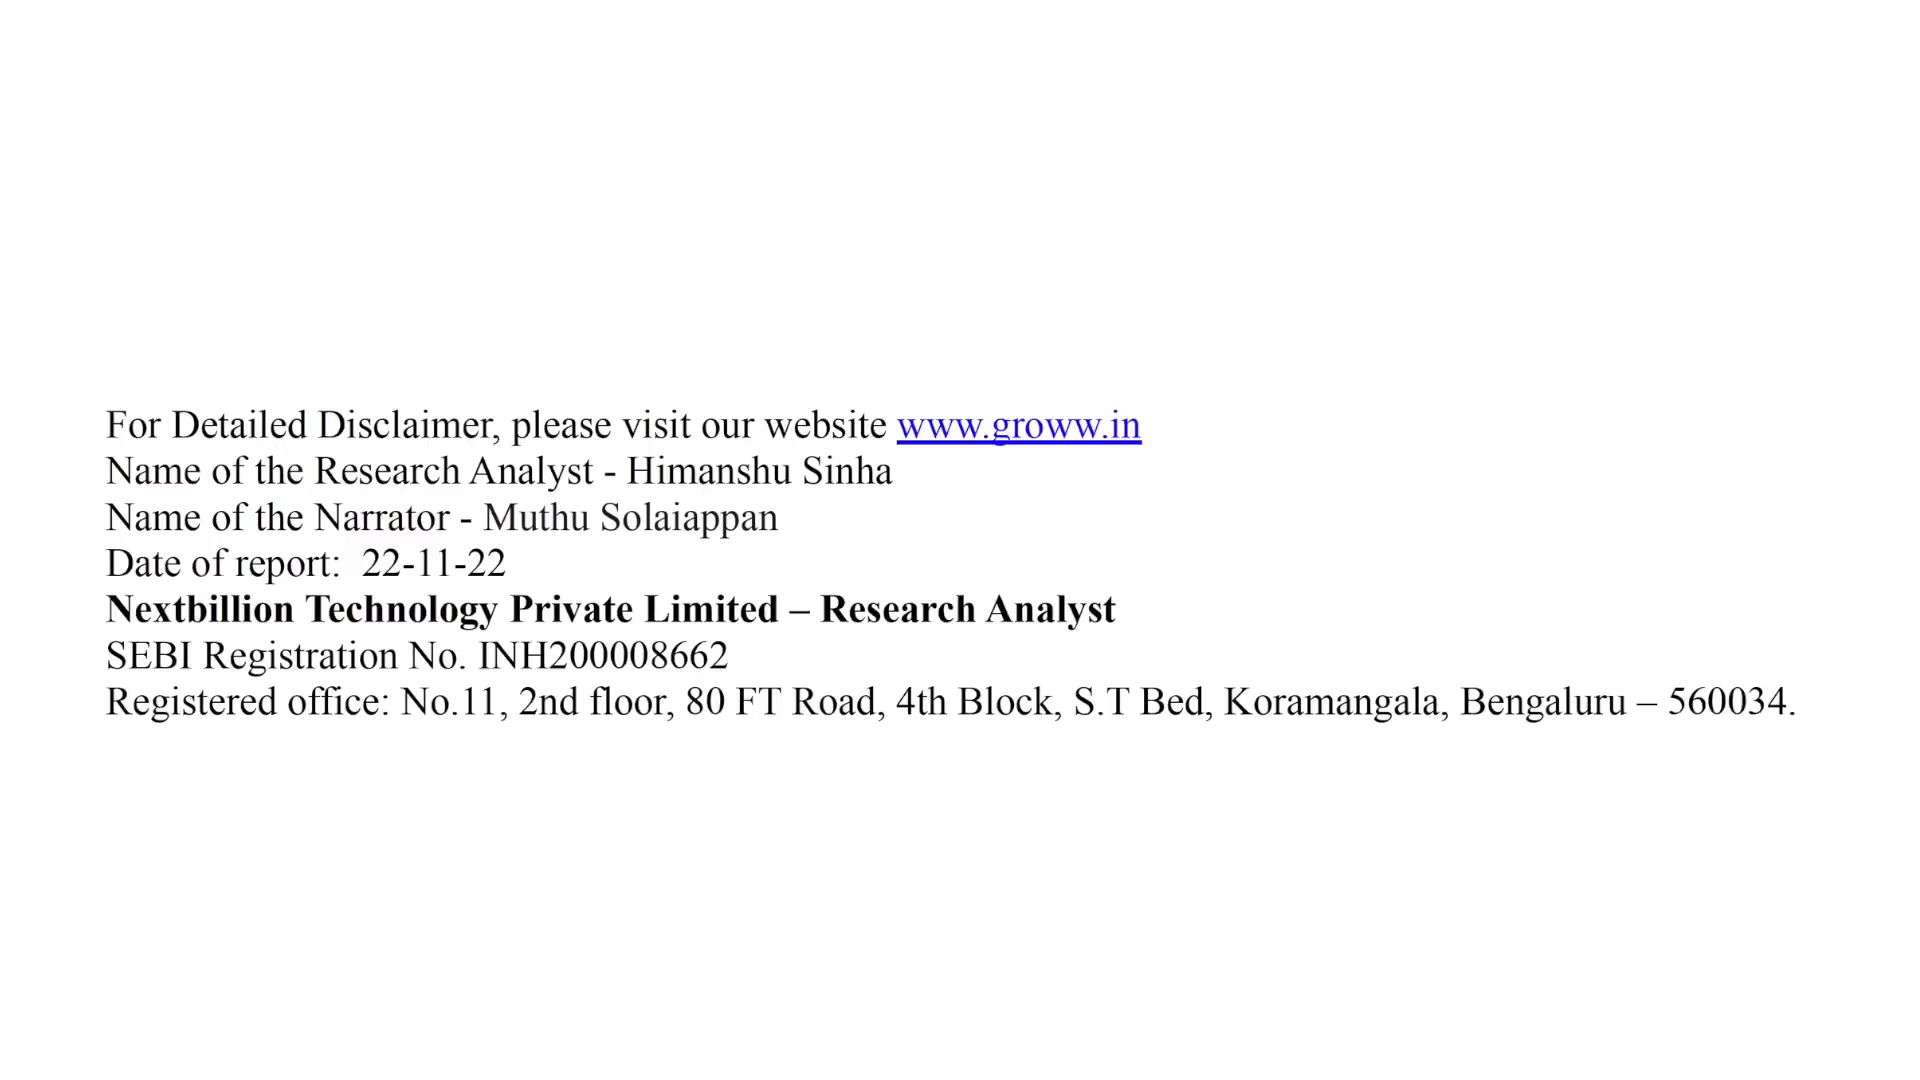 For Detailed Disclaimer, please visit our website www.groww.in
Name of the Research Analyst - Himanshu Sinha
Name of the Narrator - Muthu Solaiappan
Date of report:  22-11-22
Nextbillion Technology Private Limited – Research Analyst
SEBI Registration No. INH200008662
Registered office: No.11, 2nd floor, 80 FT Road, 4th Block, S.T Bed, Koramangala, Bengaluru – 560034.